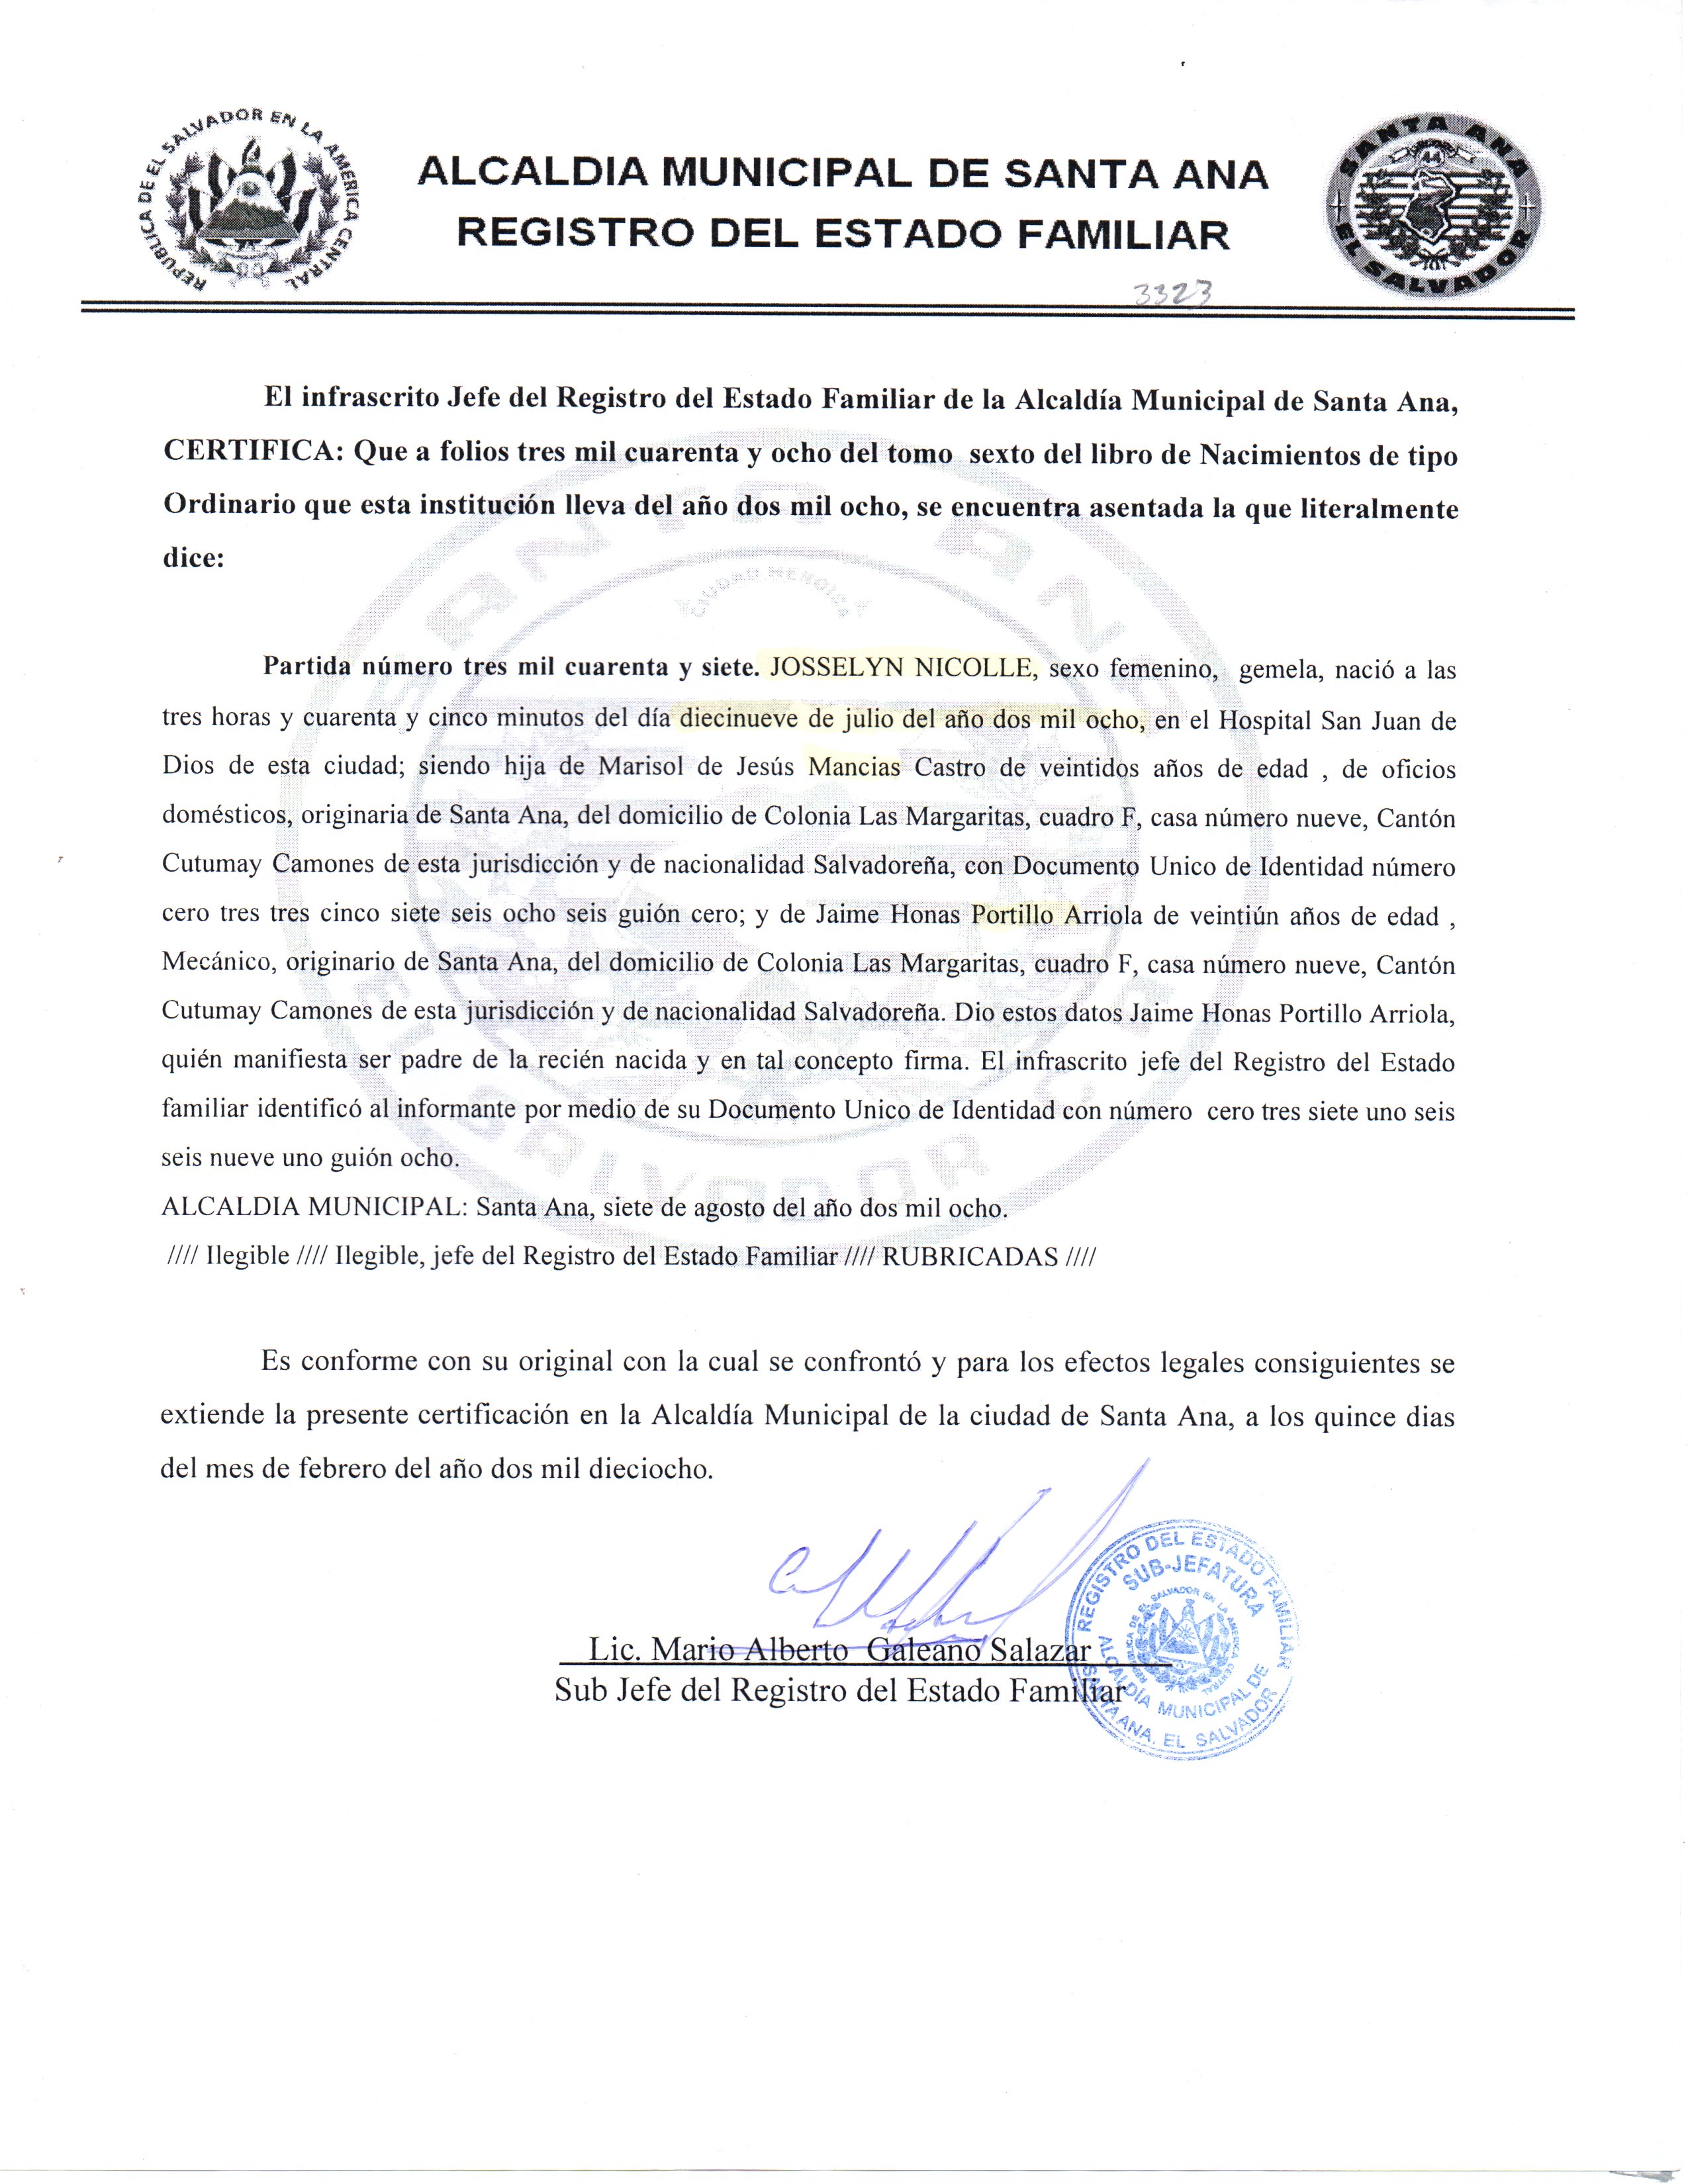 REPUBLICA DE EL SALVADOR EN LA AMERICA CENTRAL
ALCALDIA MUNICIPAL DE SANTA ANA
REGISTRO DEL ESTADO FAMILIAR
SANTA ANA
44
EL SALVADOR
3323
El infrascrito Jefe del Registro del Estado Familiar de la Alcaldía Municipal de Santa Ana,
CERTIFICA: Que a folios tres mil cuarenta y ocho del tomo sexto del libro de Nacimientos de tipo
Ordinario que esta institución lleva del año dos mil ocho, se encuentra asentada la que literalmente
dice:
SANTA ANA
CIUDAD HEROICA
EL SALVADOR
Partida número tres mil cuarenta y siete. JOSSELYN NICOLLE, sexo femenino, gemela, nació a las
tres horas y cuarenta y cinco minutos del día diecinueve de julio del año dos mil ocho, en el Hospital San Juan de
Dios de esta ciudad; siendo hija de Marisol de Jesús Mancias Castro de veintidos años de edad , de oficios
domésticos, originaria de Santa Ana, del domicilio de Colonia Las Margaritas, cuadro F, casa número nueve, Cantón
Cutumay Camones de esta jurisdicción y de nacionalidad Salvadoreña, con Documento Unico de Identidad número
cero tres tres cinco siete seis ocho seis guión cero; y de Jaime Honas Portillo Arriola de veintiún años de edad ,
Mecánico, originario de Santa Ana, del domicilio de Colonia Las Margaritas, cuadro F, casa número nueve, Cantón
Cutumay Camones de esta jurisdicción y de nacionalidad Salvadoreña. Dio estos datos Jaime Honas Portillo Arriola,
quién manifiesta ser padre de la recién nacida y en tal concepto firma. El infrascrito jefe del Registro del Estado
familiar identificó al informante por medio de su Documento Unico de Identidad con número cero tres siete uno seis
seis nueve uno guión ocho.
ALCALDIA MUNICIPAL: Santa Ana, siete de agosto del año dos mil ocho.
//// Ilegible //// Ilegible, jefe del Registro del Estado Familiar //// RUBRICADAS ////
Es conforme con su original con la cual se confrontó y para los efectos legales consiguientes se
extiende la presente certificación en la Alcaldía Municipal de la ciudad de Santa Ana, a los quince dias
del mes de febrero del año dos mil dieciocho.
Lic. Mario Alberto Galeano Salazar
Sub Jefe del Registro del Estado Familiar
REGISTRO DEL ESTADO FAMILIAR
SUB-JEFATURA
REPUBLICA DE EL SALVADOR EN LA AMERICA CENTRAL
ALCALDÍA MUNICIPAL DE
SANTA ANA, EL SALVADOR